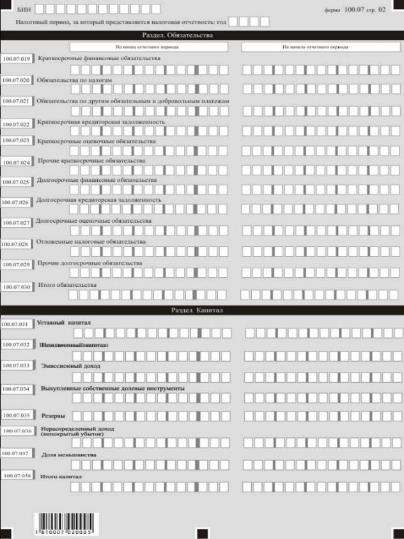 БИН форма 100.07 стр. 02
Налоговый период, за который представляется налоговая отчетность: год
Раздел. Обязательства
На начало отчетного периода
100.07.019 Краткосрочные финансовые обязательства
100.07.020 Обязательства по налогам
100.07.021 Обязательства по другим обязательным и добровольным платежам
100.07.022 Краткосрочная кредиторская задолженность
100.07.023 Краткосрочные оценочные обязательства
100.07.024 Прочие краткосрочные обязательства
100.07.025 Долгосрочные финансовые обязательства
100.07.026 Долгосрочная кредиторская задолженность
100.07.027 Долгосрочные оценочные обязательства
100.07.028 Отложенные налоговые обязательства
100.07.029 Прочие долгосрочные обязательства
100.07.030 Итого обязательства
Раздел. Капитал
100.07.031 Уставный капитал
100.07.032 Неоплаченный капитал
100.07.033 Эмиссионный доход
100.07.034 Выкупленные собственные долевые инструменты
100.07.035 Резервы
100.07.036 Нераспределенный доход
(непокрытый убыток)
100.07.037 Доля меньшинства
100.07.038 Итого капитал